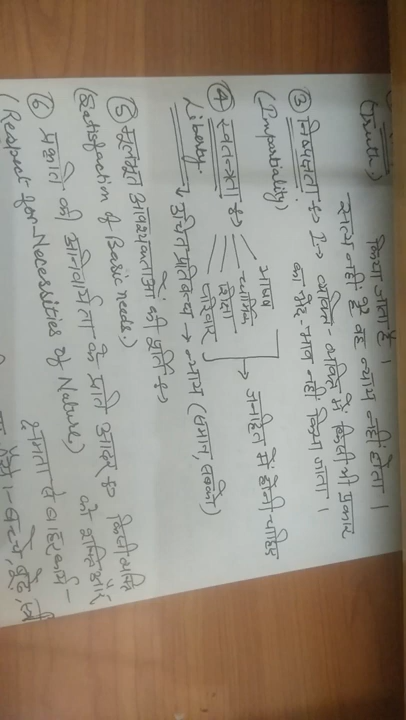 (Truth.) किया जाता है।
सत्य नहीं है वह न्याय नहीं होता।
③ निष्पक्षता :→ व्यक्ति व्यक्ति में किसी भी प्रकार
(Impartiality) का भेद-भाव नहीं किया जाता।
④ स्वतन्त्रता :→ भाषण
Liberty. धार्मिक → जनहित में होनी चाहिए
शिक्षा
परिवार
→ उचित प्रतिबन्ध → न्याय (समान, सबको)
⑤ मूलभूत आवश्यकताओं की पूर्ति :→
(Satisfaction of Basic needs.)
⑥ प्रकृति की अनिवार्यता के प्रति आदर :→ किसी व्यक्ति
(Respect for Necessities of Nature.) को
क्षमता से बाहर कार्य -